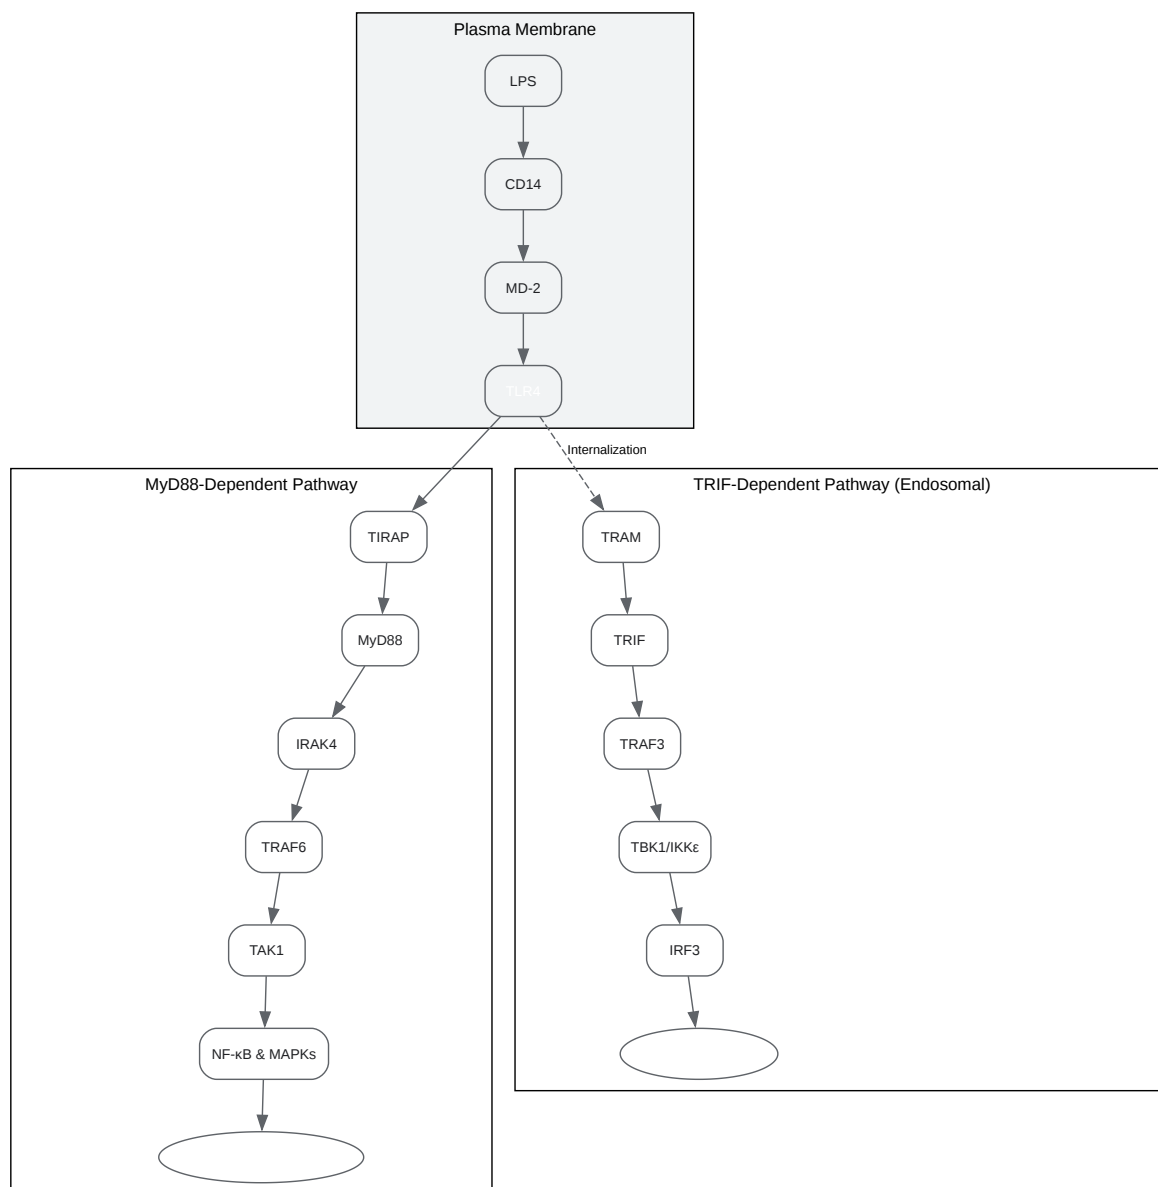 Plasma Membrane
LPS
CD14
MD-2
TLR4
Internalization
MyD88-Dependent Pathway
TIRAP
MyD88
IRAK4
TRAF6
TAK1
NF-κB & MAPKs
TRIF-Dependent Pathway (Endosomal)
TRAM
TRIF
TRAF3
TBK1/IKKε
IRF3